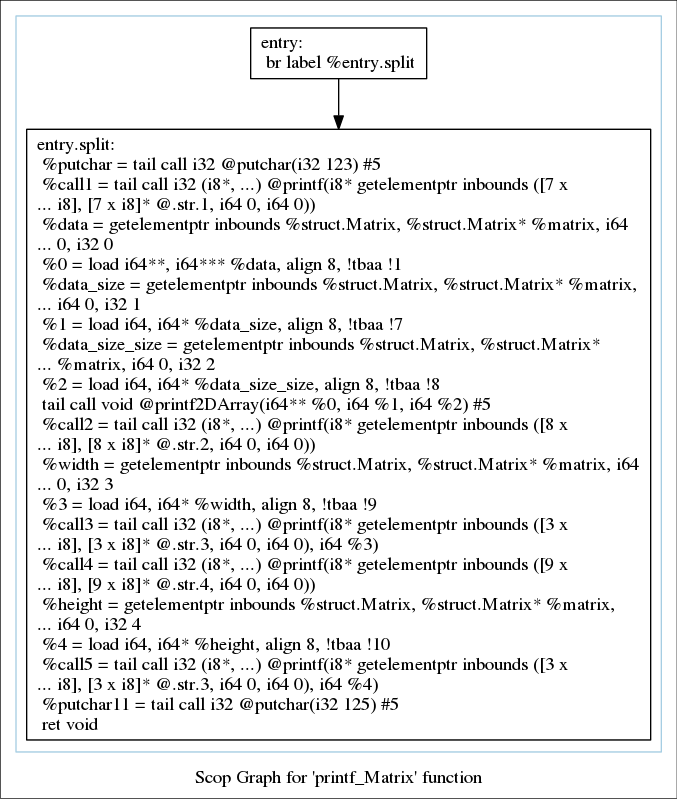 entry:
br label %entry.split
entry.split:
%putchar = tail call i32 @putchar(i32 123) #5
%call1 = tail call i32 (i8*, ...) @printf(i8* getelementptr inbounds ([7 x
... i8], [7 x i8]* @.str.1, i64 0, i64 0))
%data = getelementptr inbounds %struct.Matrix, %struct.Matrix* %matrix, i64
... 0, i32 0
%0 = load i64**, i64*** %data, align 8, !tbaa !1
%data_size = getelementptr inbounds %struct.Matrix, %struct.Matrix* %matrix,
... i64 0, i32 1
%1 = load i64, i64* %data_size, align 8, !tbaa !7
%data_size_size = getelementptr inbounds %struct.Matrix, %struct.Matrix*
... %matrix, i64 0, i32 2
%2 = load i64, i64* %data_size_size, align 8, !tbaa !8
tail call void @printf2DArray(i64** %0, i64 %1, i64 %2) #5
%call2 = tail call i32 (i8*, ...) @printf(i8* getelementptr inbounds ([8 x
... i8], [8 x i8]* @.str.2, i64 0, i64 0))
%width = getelementptr inbounds %struct.Matrix, %struct.Matrix* %matrix, i64
... 0, i32 3
%3 = load i64, i64* %width, align 8, !tbaa !9
%call3 = tail call i32 (i8*, ...) @printf(i8* getelementptr inbounds ([3 x
... i8], [3 x i8]* @.str.3, i64 0, i64 0), i64 %3)
%call4 = tail call i32 (i8*, ...) @printf(i8* getelementptr inbounds ([9 x
... i8], [9 x i8]* @.str.4, i64 0, i64 0))
%height = getelementptr inbounds %struct.Matrix, %struct.Matrix* %matrix,
... i64 0, i32 4
%4 = load i64, i64* %height, align 8, !tbaa !10
%call5 = tail call i32 (i8*, ...) @printf(i8* getelementptr inbounds ([3 x
... i8], [3 x i8]* @.str.3, i64 0, i64 0), i64 %4)
%putchar11 = tail call i32 @putchar(i32 125) #5
ret void
Scop Graph for 'printf_Matrix' function